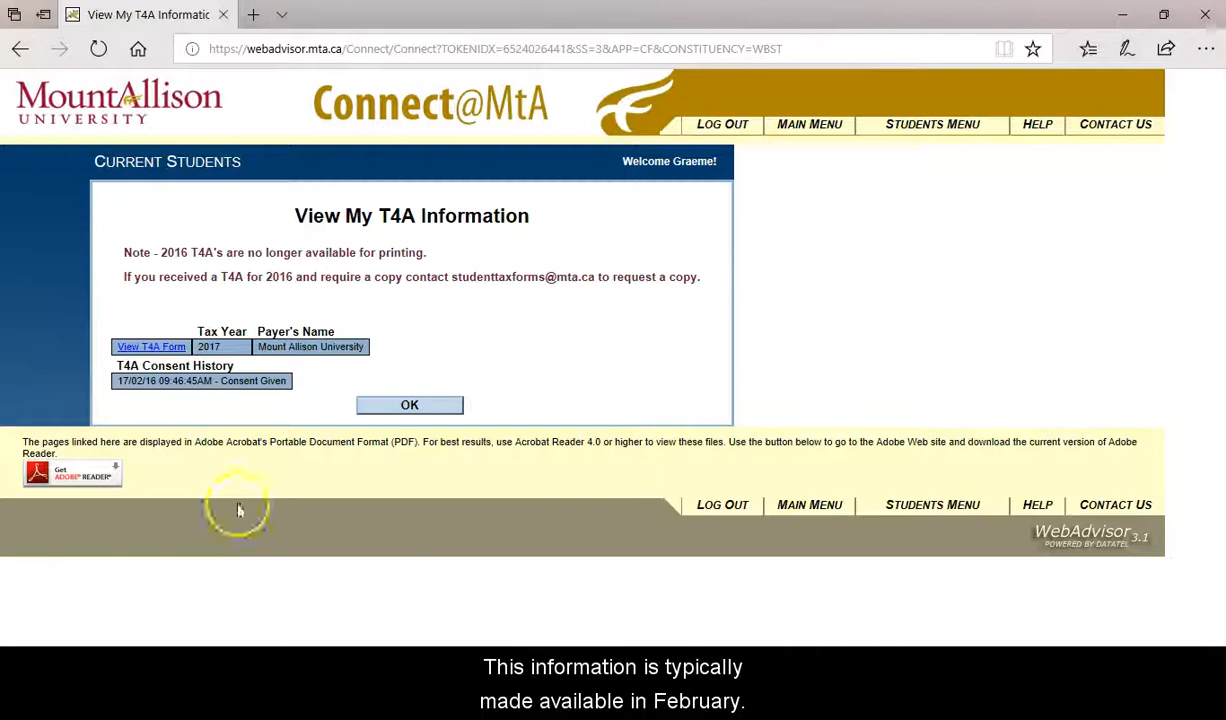 View My T4A Informatic
https://webadvisor.mta.ca/Connect/Connect?TOKENIDX=6524026441&SS=3&APP=CF&CONSTITUENCY=WBST
MountAllison
UNIVERSITY
Connect@MtA
LOG OUT MAIN MENU STUDENTS MENU HELP CONTACT US
CURRENT STUDENTS
Welcome Graeme!
View My T4A Information
Note - 2016 T4A's are no longer available for printing.
If you received a T4A for 2016 and require a copy contact studenttaxforms@mta.ca to request a copy.
Tax Year Payer's Name
View T4A Form 2017 Mount Allison University
T4A Consent History
17/02/16 09:46:45AM - Consent Given
OK
The pages linked here are displayed in Adobe Acrobat's Portable Document Format (PDF). For best results, use Acrobat Reader 4.0 or higher to view these files. Use the button below to go to the Adobe Web site and download the current version of Adobe
Reader.
Get
ADOBE® READER®
LOG OUT MAIN MENU STUDENTS MENU HELP CONTACT US
WebAdvisor 3.1
POWERED BY DATATEL
This information is typically
made available in February.